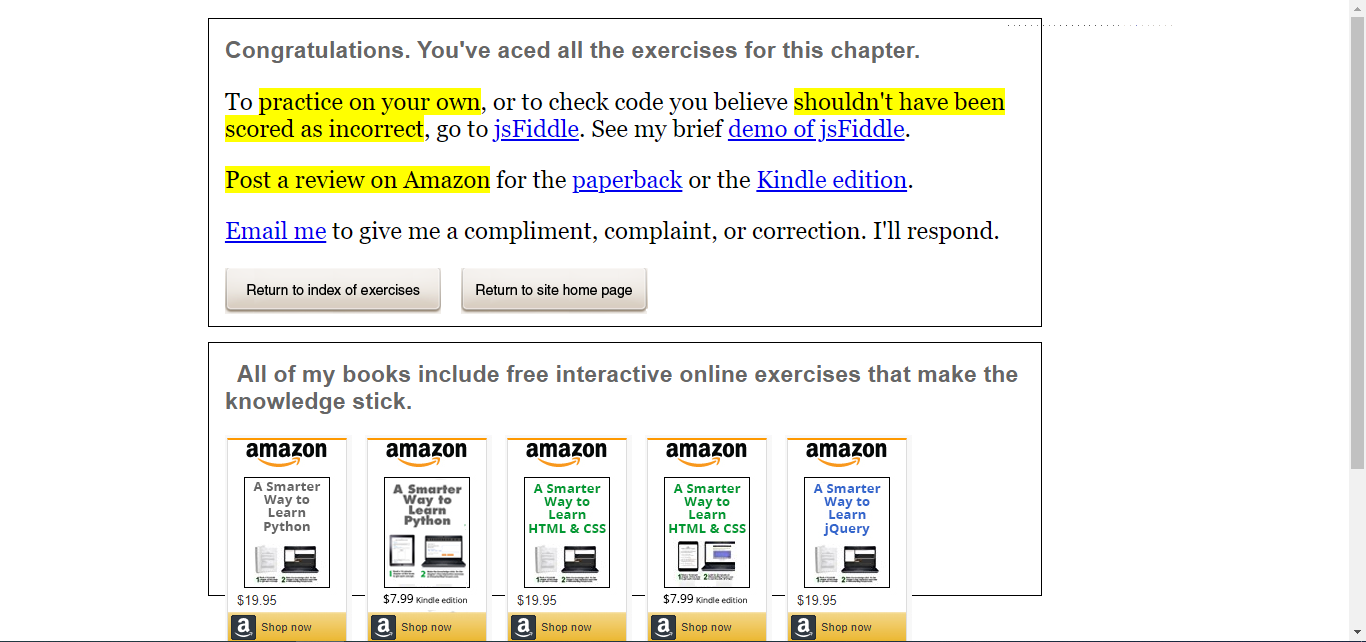 Congratulations. You've aced all the exercises for this chapter.
To practice on your own, or to check code you believe shouldn't have been
scored as incorrect, go to jsFiddle. See my brief demo of jsFiddle.
Post a review on Amazon for the paperback or the Kindle edition.
Email me to give me a compliment, complaint, or correction. I'll respond.
Return to index of exercises
Return to site home page
All of my books include free interactive online exercises that make the
knowledge stick.
amazon
A Smarter
Way to
Learn
Python
$19.95
Shop now
amazon
A Smarter
Way to
Learn
Python
$7.99 Kindle edition
Shop now
amazon
A Smarter
Way to
Learn
HTML & CSS
$19.95
Shop now
amazon
A Smarter
Way to
Learn
HTML & CSS
$7.99 Kindle edition
Shop now
amazon
A Smarter
Way to
Learn
jQuery
$19.95
Shop now